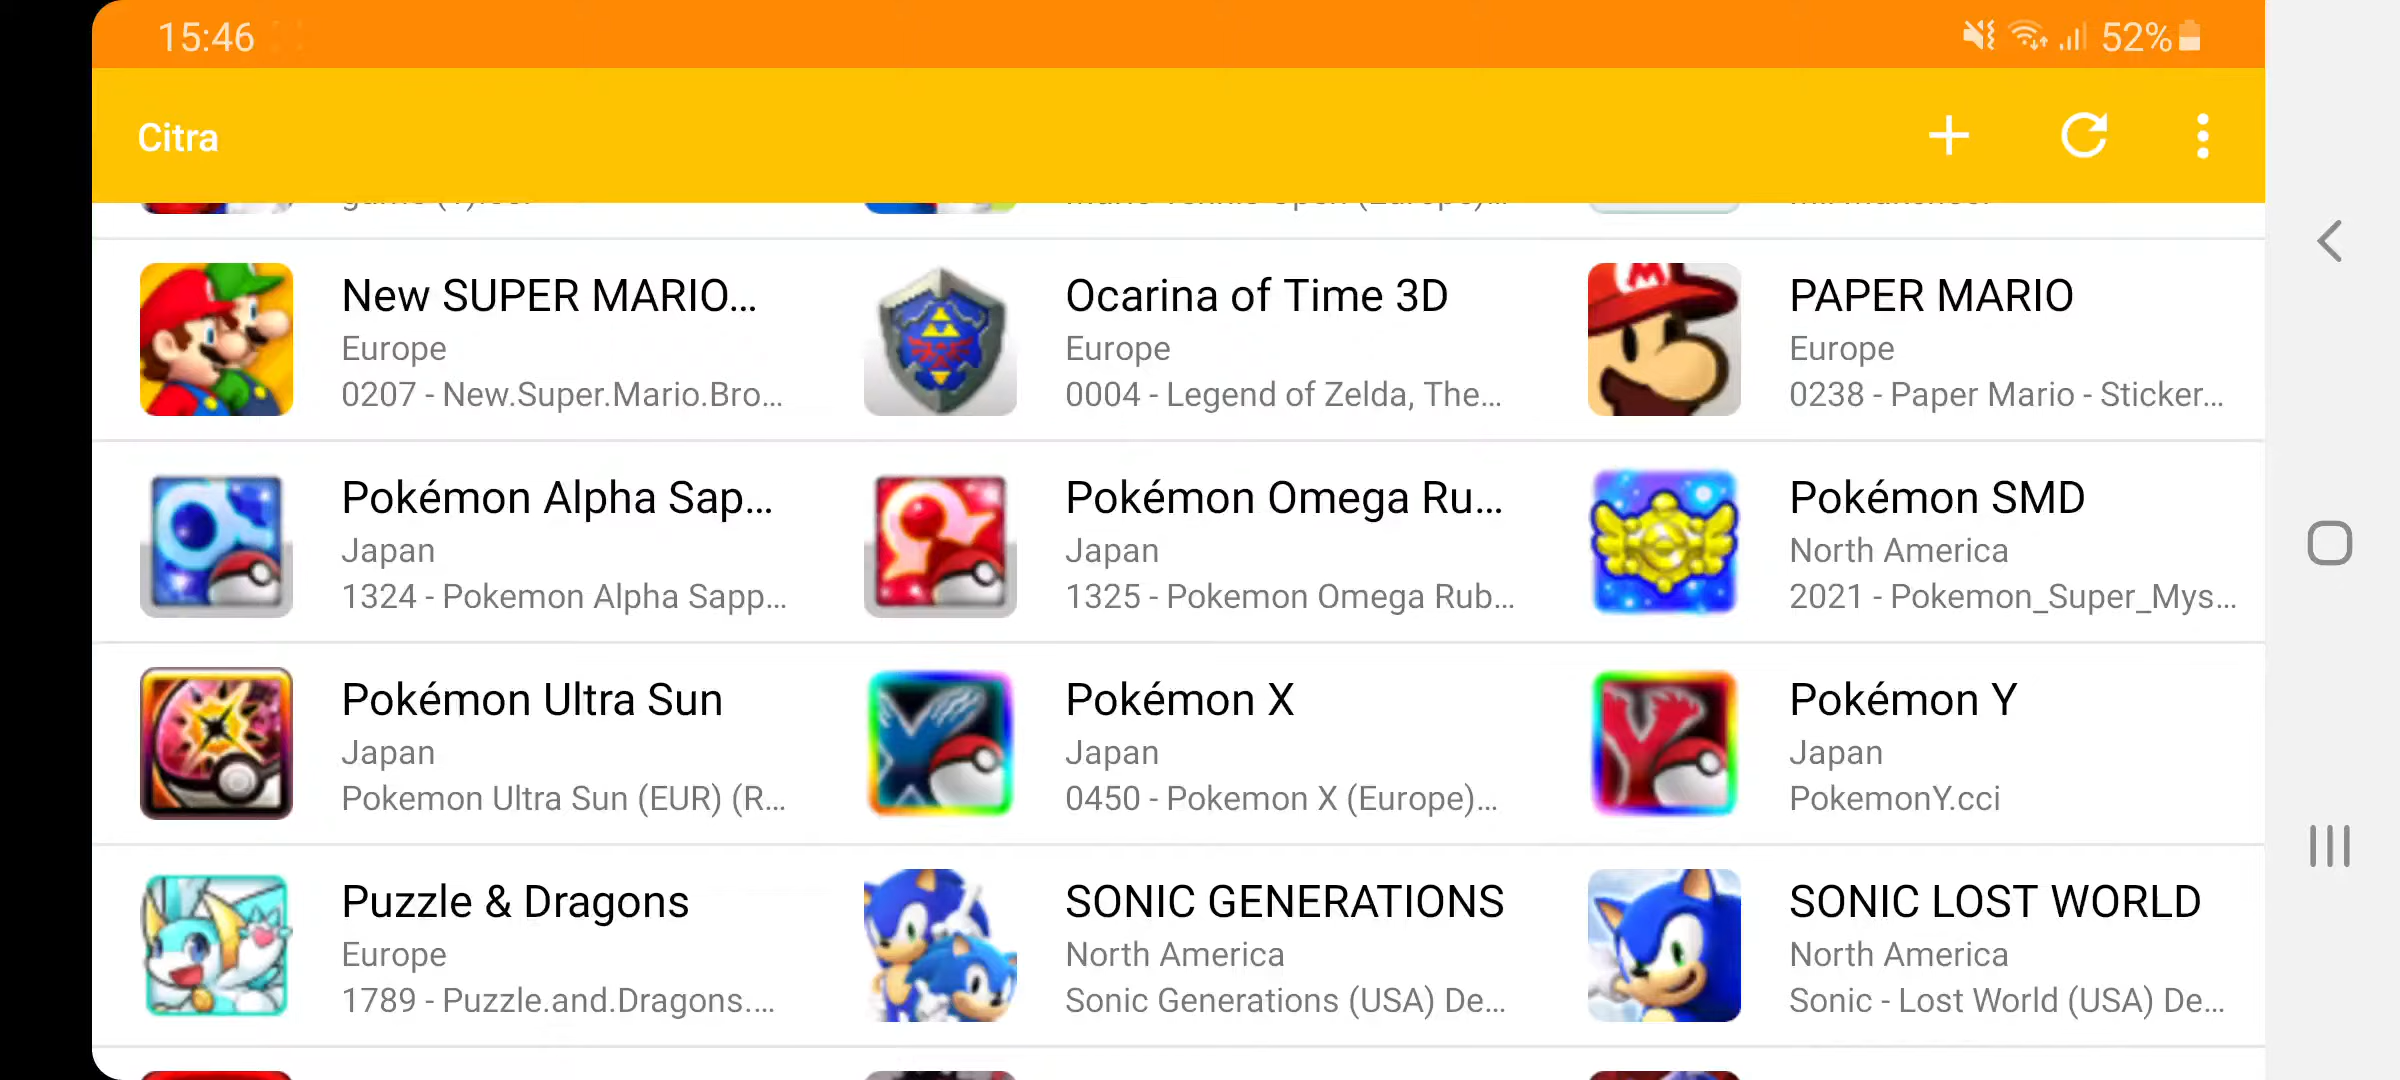 15:46
52%
Citra
New SUPER MARIO...
Europe
0207 - New.Super.Mario.Bro...
Ocarina of Time 3D
Europe
0004 - Legend of Zelda, The...
PAPER MARIO
Europe
0238 - Paper Mario - Sticker...
Pokémon Alpha Sap...
Japan
1324 - Pokemon Alpha Sapp...
Pokémon Omega Ru...
Japan
1325 - Pokemon Omega Rub...
Pokémon SMD
North America
2021 - Pokemon_Super_Mys...
Pokémon Ultra Sun
Japan
Pokemon Ultra Sun (EUR) (R...
Pokémon X
Japan
0450 - Pokemon X (Europe)...
Pokémon Y
Japan
PokemonY.cci
Puzzle & Dragons
Europe
1789 - Puzzle.and.Dragons....
SONIC GENERATIONS
North America
Sonic Generations (USA) De...
SONIC LOST WORLD
North America
Sonic - Lost World (USA) De...